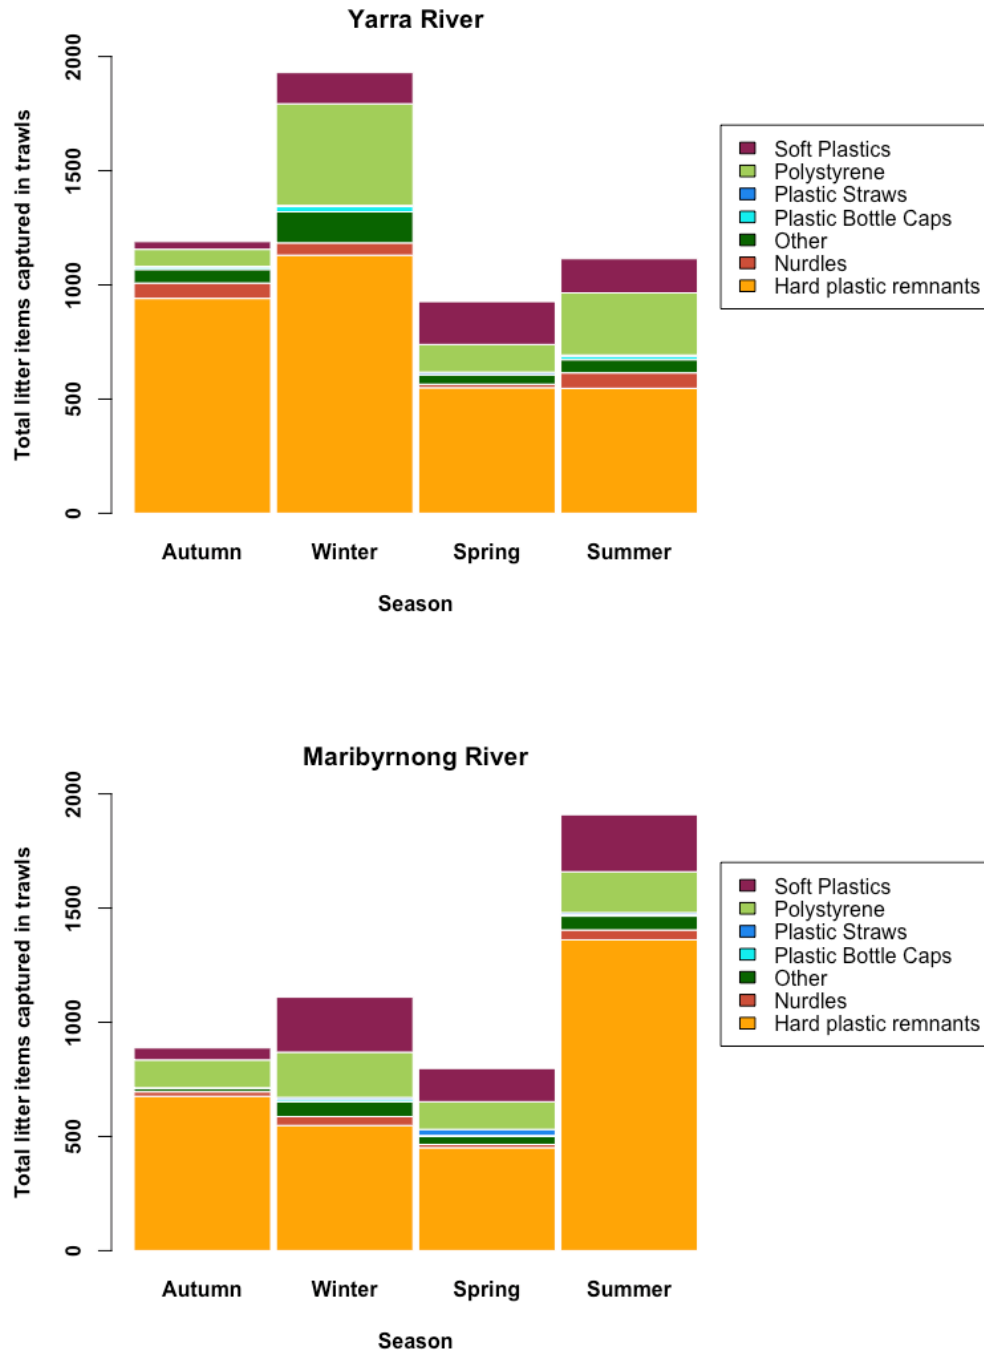 Yarra River
Total litter items captured in trawls
2000
1500
1000
500
0
Autumn Winter Spring Summer
Season
Soft Plastics
Polystyrene
Plastic Straws
Plastic Bottle Caps
Other
Nurdles
Hard plastic remnants
Maribyrnong River
Total litter items captured in trawls
2000
1500
1000
500
0
Autumn Winter Spring Summer
Season
Soft Plastics
Polystyrene
Plastic Straws
Plastic Bottle Caps
Other
Nurdles
Hard plastic remnants